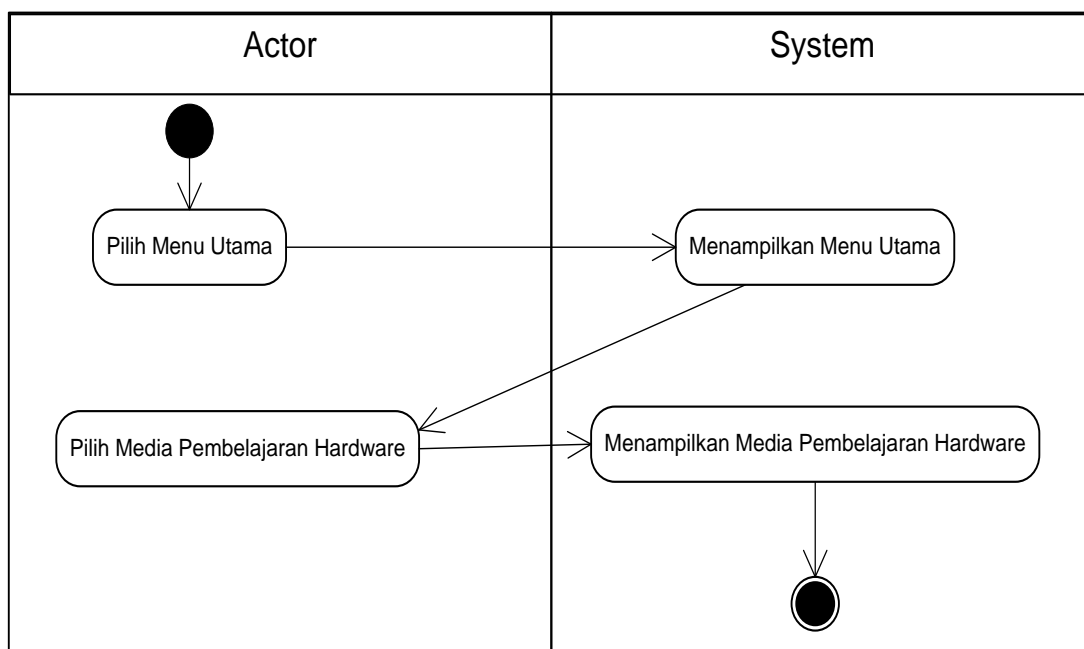 Actor
System
Pilih Menu Utama
Menampilkan Menu Utama
Pilih Media Pembelajaran Hardware
Menampilkan Media Pembelajaran Hardware